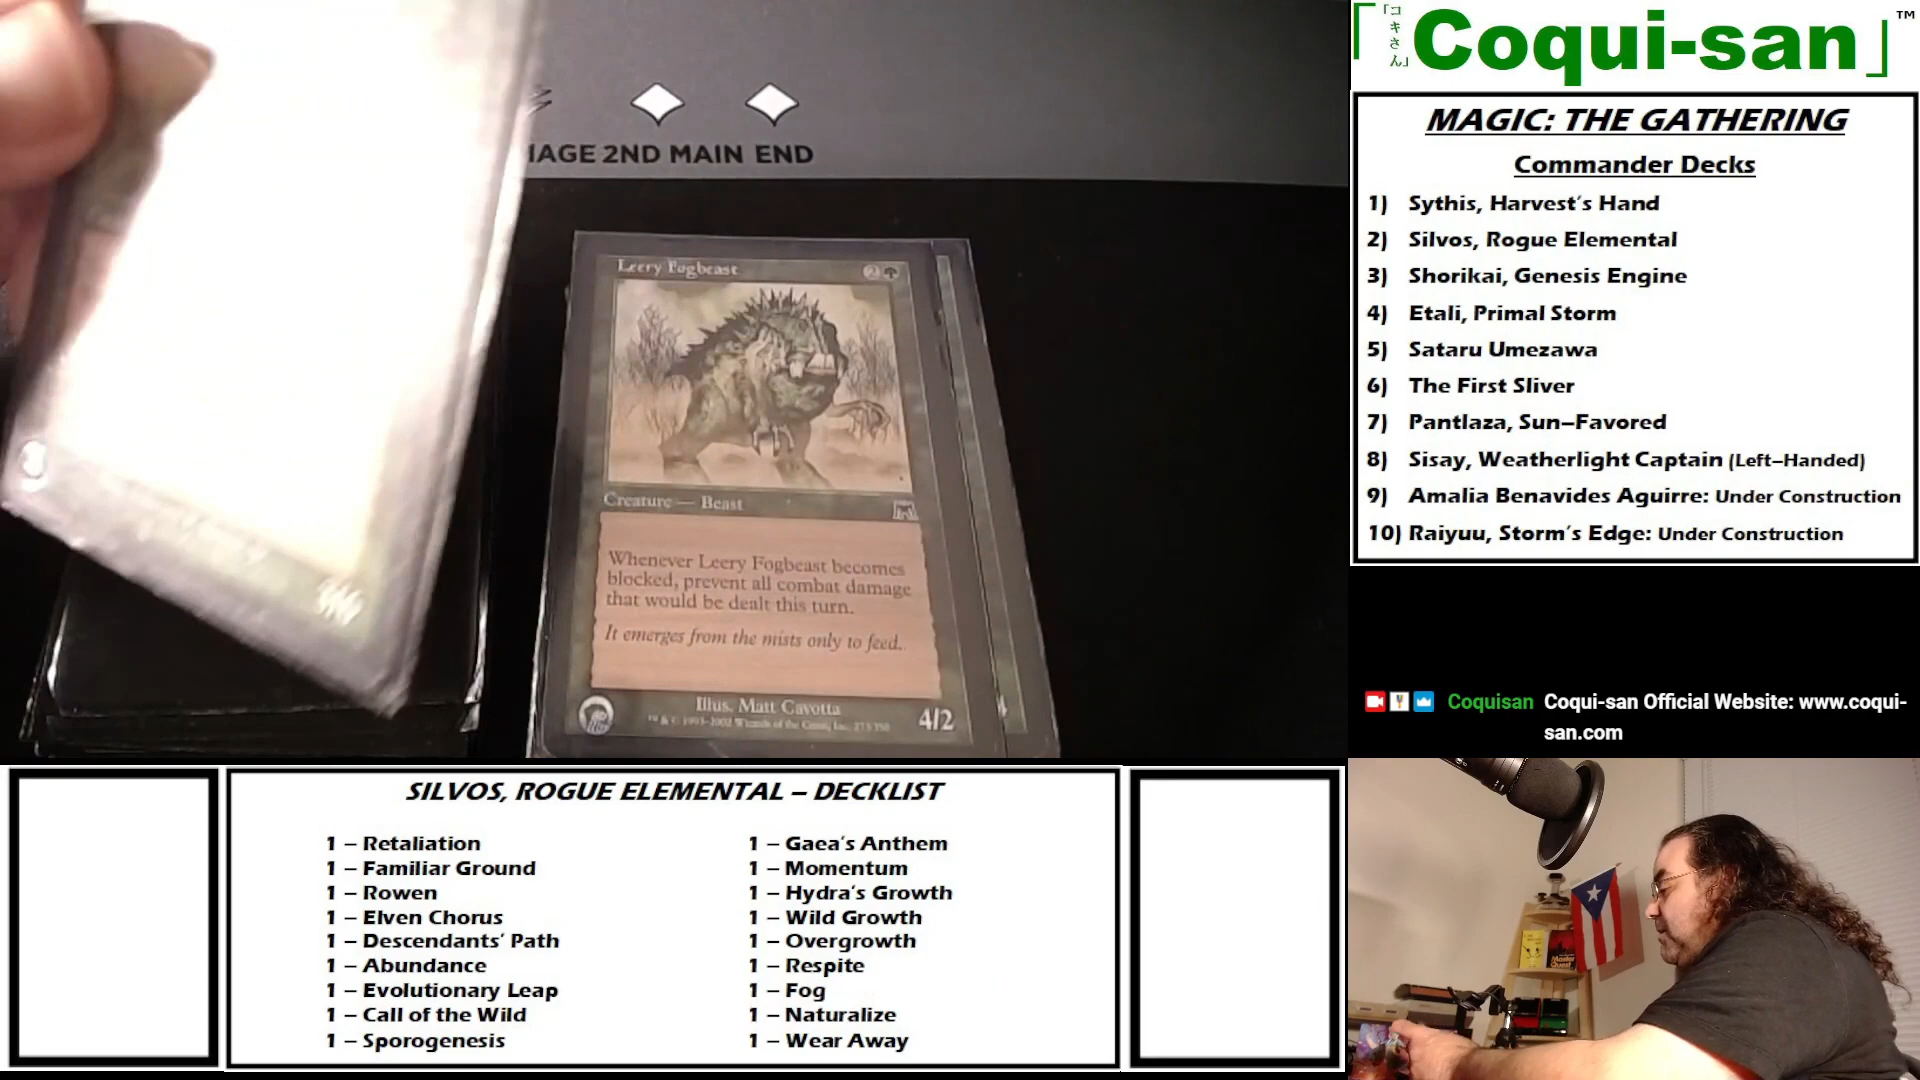 「コキさん」
Coqui-san™
MAGIC: THE GATHERING
Commander Decks
1) Sythis, Harvest's Hand
2) Silvos, Rogue Elemental
3) Shorikai, Genesis Engine
4) Etali, Primal Storm
5) Sataru Umezawa
6) The First Sliver
7) Pantlaza, Sun-Favored
8) Sisay, Weatherlight Captain (Left-Handed)
9) Amalia Benavides Aguirre: Under Construction
10) Raiyuu, Storm's Edge: Under Construction
2ND MAIN END
Leery Fogbeast
2
Creature — Beast
Whenever Leery Fogbeast becomes
blocked, prevent all combat damage
that would be dealt this turn.
It emerges from the mists only to feed.
Illus. Matt Cavotta
4/2
Coquisan Coqui-san Official Website: www.coqui-
san.com
SILVOS, ROGUE ELEMENTAL – DECKLIST
1 – Retaliation
1 – Familiar Ground
1 – Rowen
1 – Elven Chorus
1 – Descendants' Path
1 – Abundance
1 – Evolutionary Leap
1 – Call of the Wild
1 – Sporogenesis
1 – Gaea's Anthem
1 – Momentum
1 – Hydra's Growth
1 – Wild Growth
1 – Overgrowth
1 – Respite
1 – Fog
1 – Naturalize
1 – Wear Away